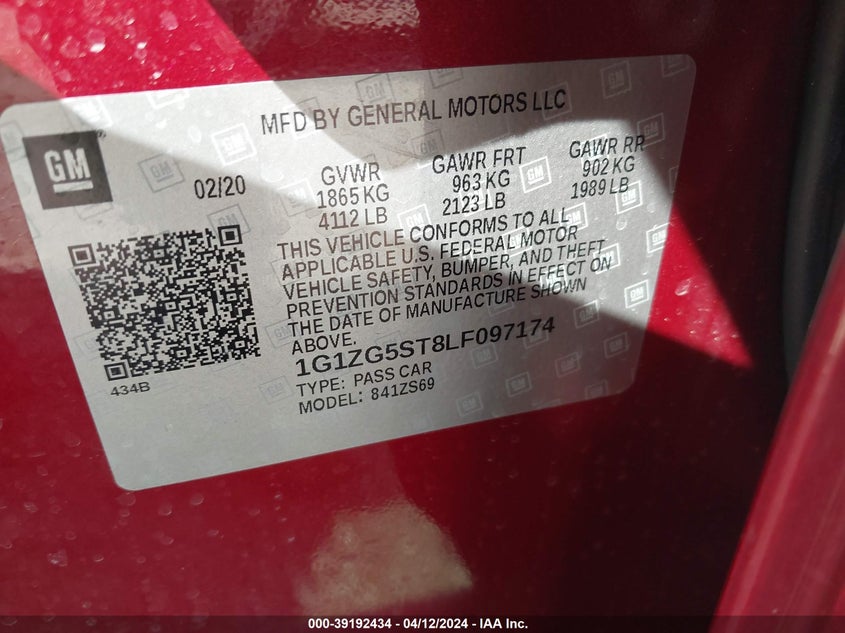 MFD BY GENERAL MOTORS LLC
GM
02/20
GVWR
1865 KG
4112 LB
GAWR FRT
963 KG
2123 LB
GAWR RR
902 KG
1989 LB
THIS VEHICLE CONFORMS TO ALL
APPLICABLE U.S. FEDERAL MOTOR
VEHICLE SAFETY, BUMPER, AND THEFT
PREVENTION STANDARDS IN EFFECT ON
THE DATE OF MANUFACTURE SHOWN
ABOVE.
1G1ZG5ST8LF097174
TYPE: PASS CAR
MODEL: 841ZS69
434B
000-39192434 - 04/12/2024 - IAA Inc.